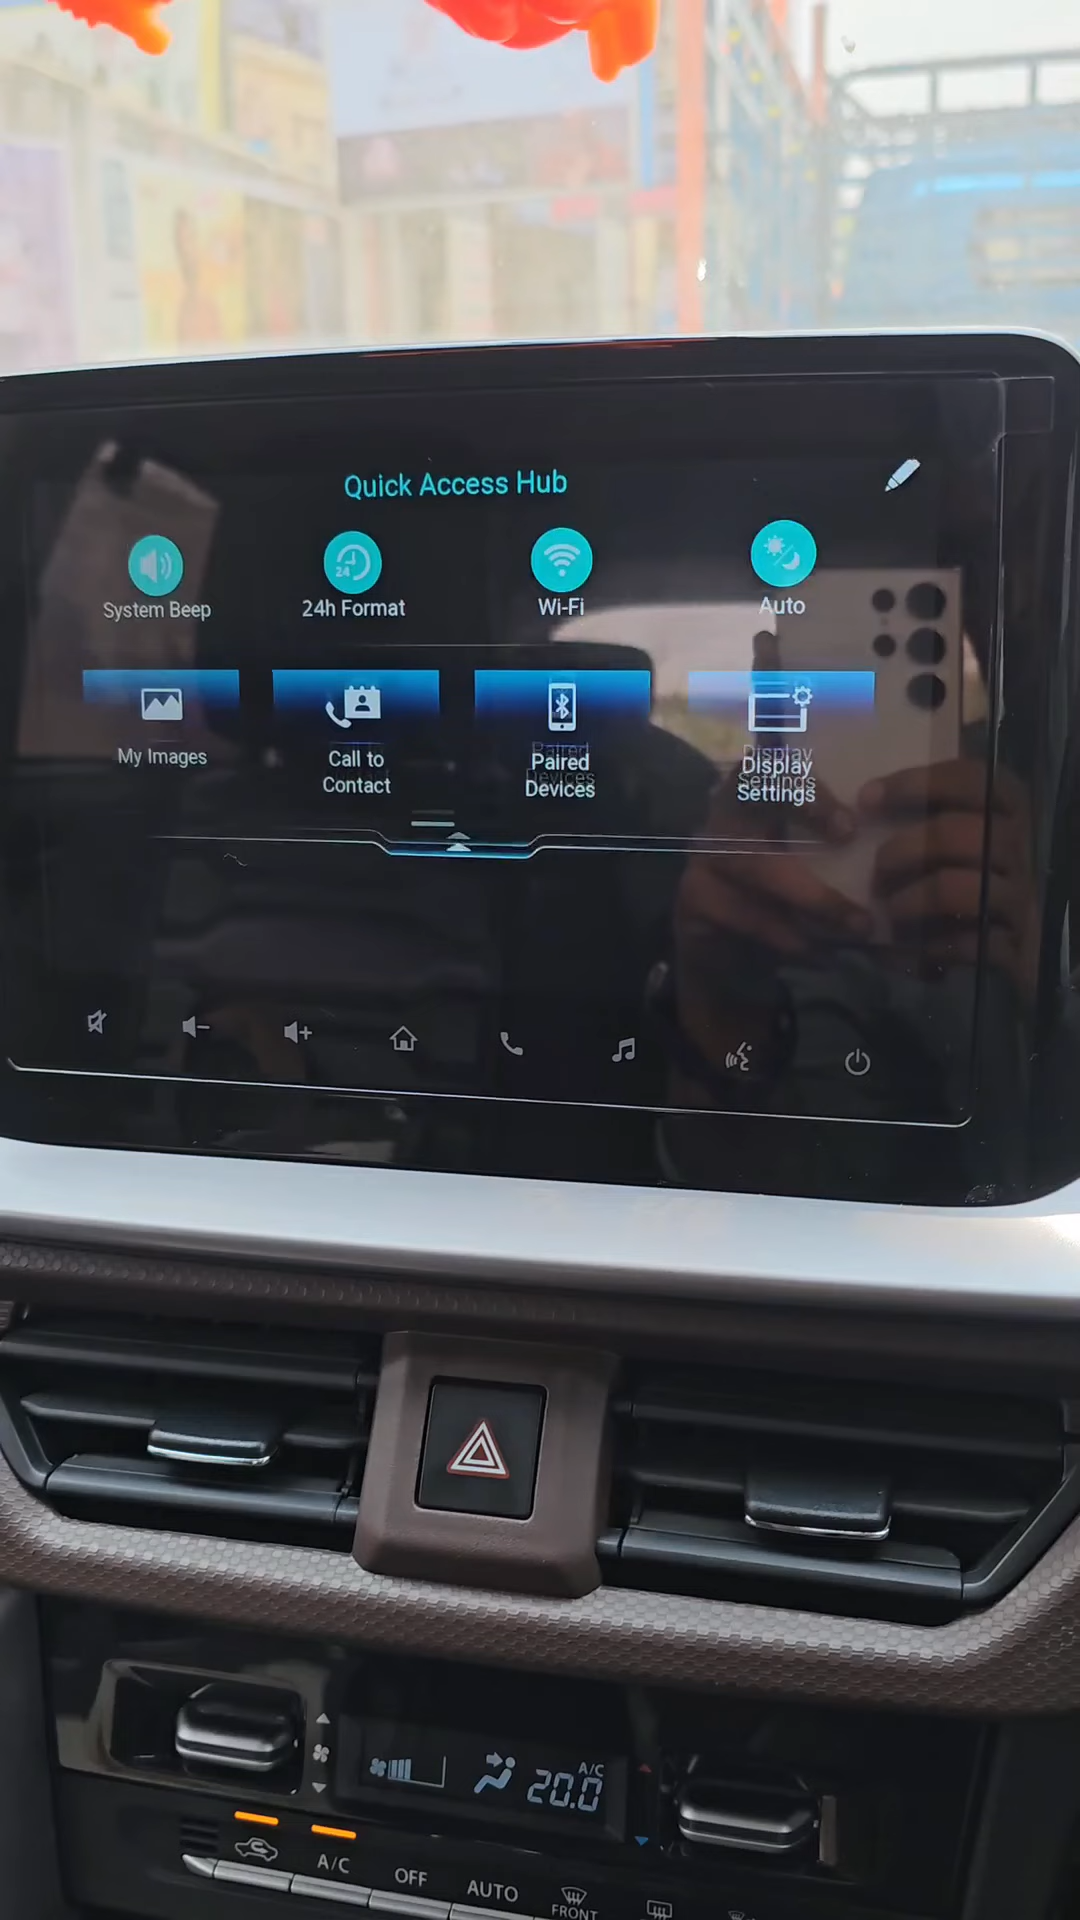 Quick Access Hub
System Beep
24h Format
Wi-Fi
Auto
24
My Images
Call to
Contact
Paired
Devices
Display
Settings
A/C
20.0
A/C
OFF
AUTO
FRONT